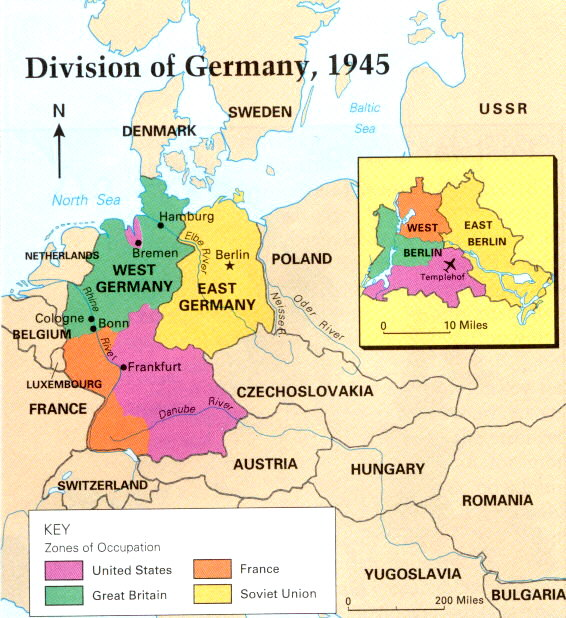 Division of Germany, 1945
N
SWEDEN
Baltic
Sea
USSR
DENMARK
North Sea
Hamburg
Elbe River
Bremen
Berlin
NETHERLANDS
WEST
GERMANY
EAST
GERMANY
POLAND
Neisse R
Oder River
Rhine
River
Cologne
Bonn
BELGIUM
Frankfurt
LUXEMBOURG
FRANCE
CZECHOSLOVAKIA
Danube River
SWITZERLAND
AUSTRIA
HUNGARY
ROMANIA
YUGOSLAVIA
BULGARIA
WEST
BERLIN
EAST
BERLIN
Templehof
0 10 Miles
KEY
Zones of Occupation
United States
France
Great Britain
Soviet Union
0 200 Miles